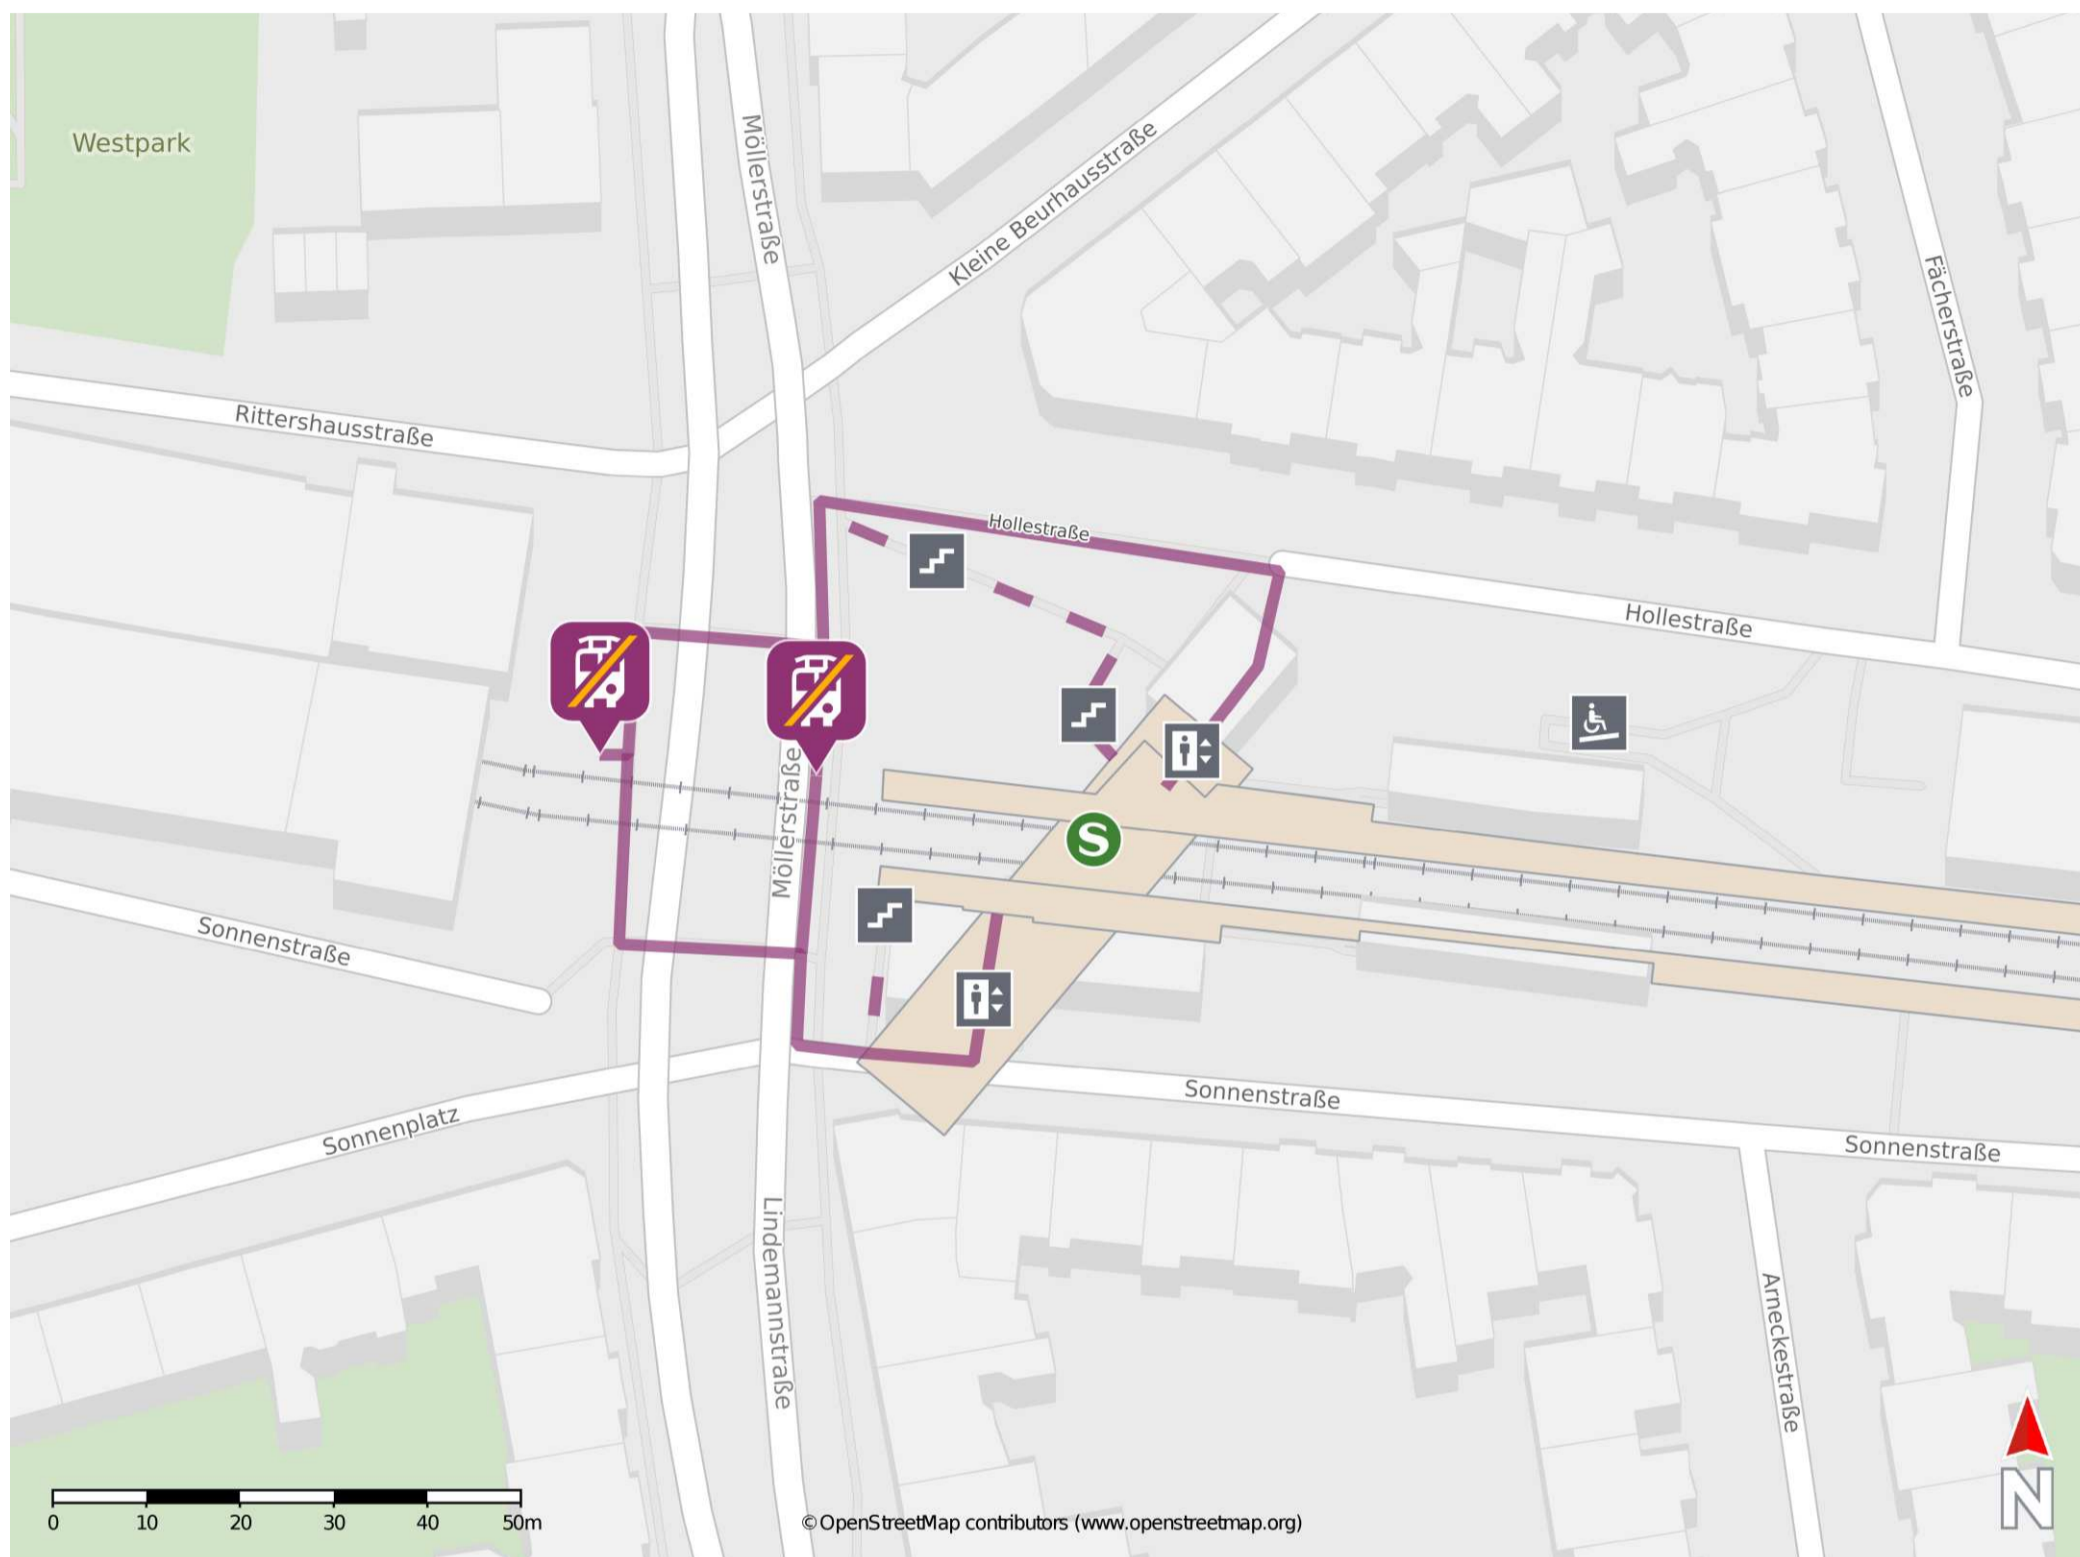 Westpark
Möllerstraße
Kleine Beurhausstraße
Fächerstraße
Rittershausstraße
Hollestraße
Hollestraße
S
Möllerstraße
Sonnenstraße
Sonnenplatz
Sonnenstraße
Sonnenstraße
Lindemannstraße
Arneckestraße
N
0 10 20 30 40 50m
© OpenStreetMap contributors (www.openstreetmap.org)